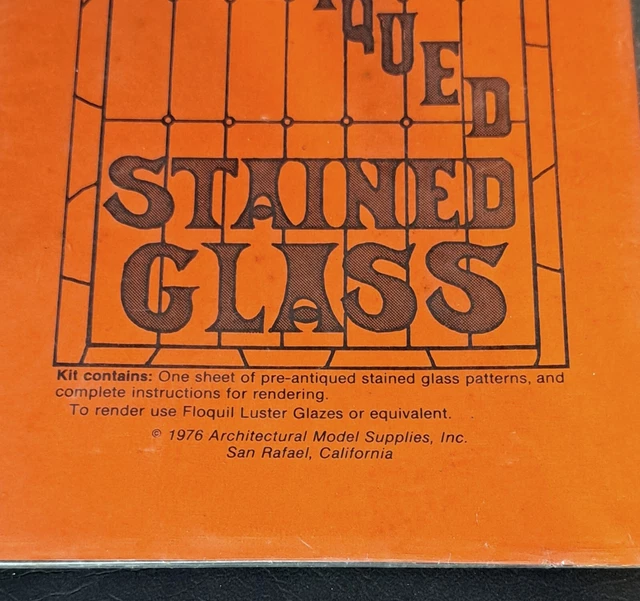 QUED
STAINED
GLASS
Kit contains: One sheet of pre-antiqued stained glass patterns, and
complete instructions for rendering.
To render use Floquil Luster Glazes or equivalent.
© 1976 Architectural Model Supplies, Inc.
San Rafael, California